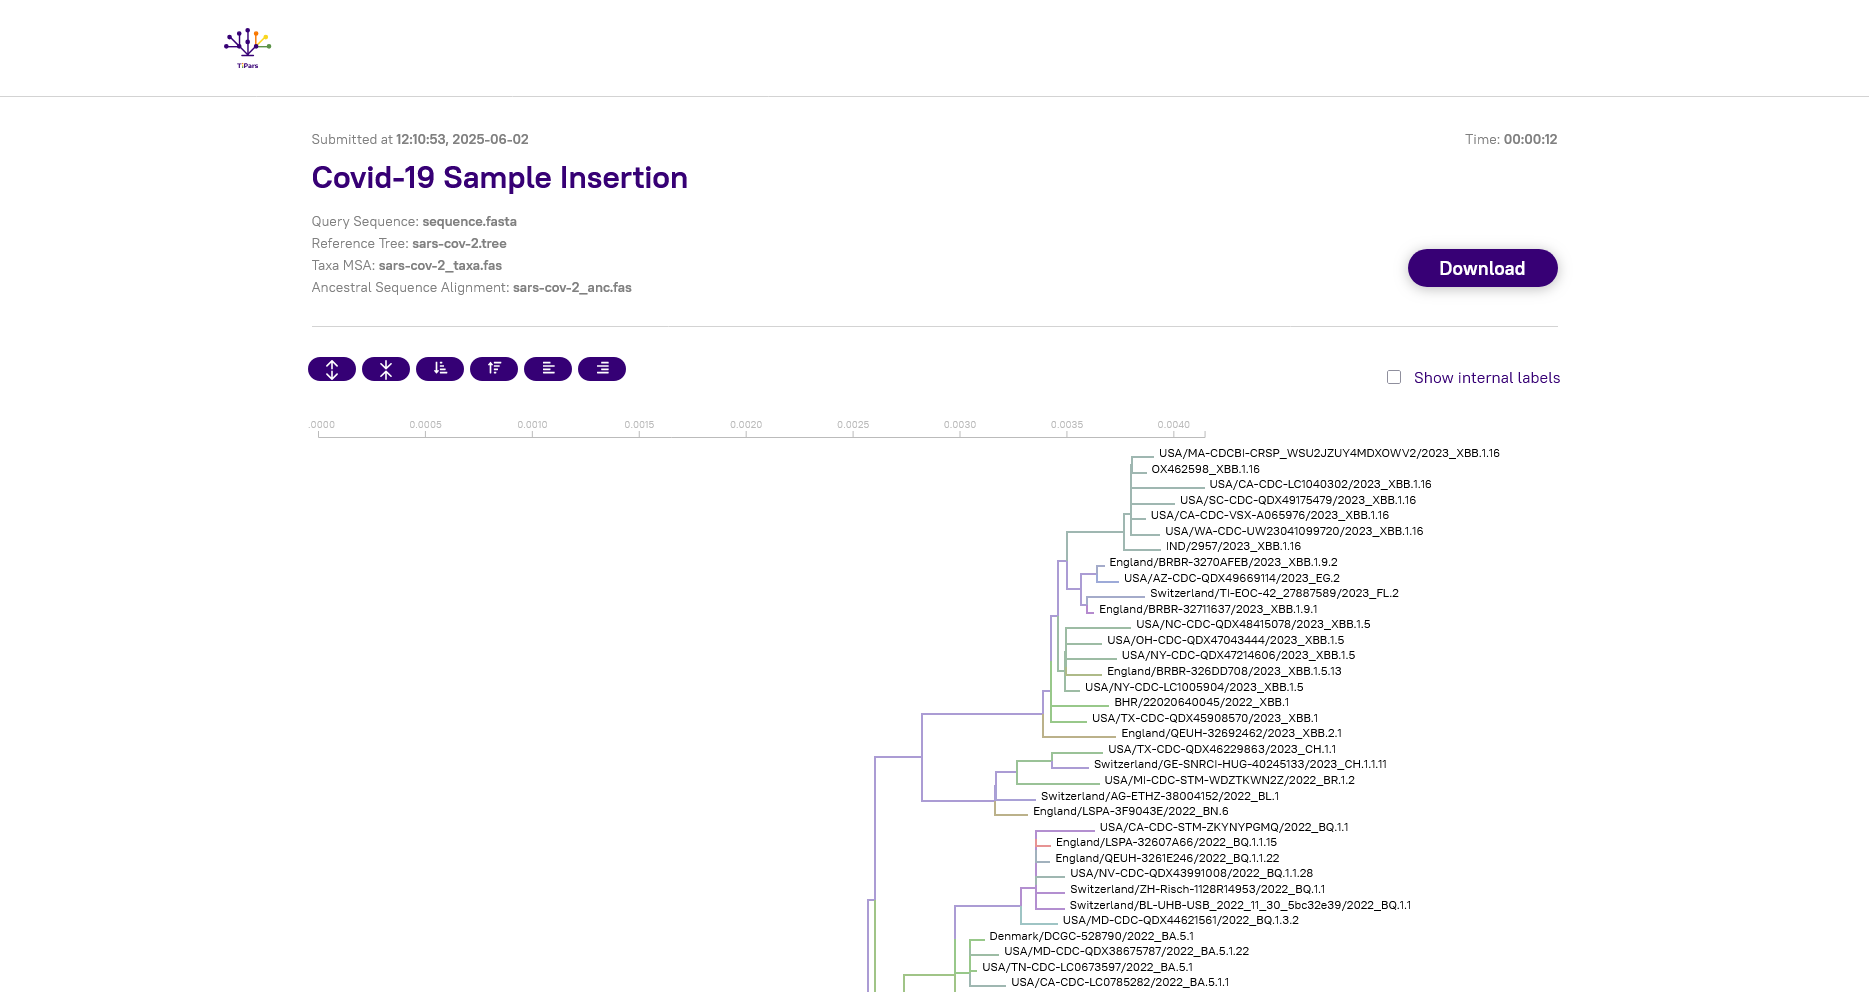 TiPars
Submitted at 12:10:53, 2025-06-02
Time: 00:00:12
Covid-19 Sample Insertion
Query Sequence: sequence.fasta
Reference Tree: sars-cov-2.tree
Taxa MSA: sars-cov-2_taxa.fas
Ancestral Sequence Alignment: sars-cov-2_anc.fas
Download
Show internal labels
.0000 0.0005 0.0010 0.0015 0.0020 0.0025 0.0030 0.0035 0.0040
USA/MA-CDCBI-CRSP_WSU2JZUY4MDXOWV2/2023_XBB.1.16
OX462598_XBB.1.16
USA/CA-CDC-LC1040302/2023_XBB.1.16
USA/SC-CDC-QDX49175479/2023_XBB.1.16
USA/CA-CDC-VSX-A065976/2023_XBB.1.16
USA/WA-CDC-UW23041099720/2023_XBB.1.16
IND/2957/2023_XBB.1.16
England/BRBR-3270AFEB/2023_XBB.1.9.2
USA/AZ-CDC-QDX49669114/2023_EG.2
Switzerland/TI-EOC-42_27887589/2023_FL.2
England/BRBR-32711637/2023_XBB.1.9.1
USA/NC-CDC-QDX48415078/2023_XBB.1.5
USA/OH-CDC-QDX47043444/2023_XBB.1.5
USA/NY-CDC-QDX47214606/2023_XBB.1.5
England/BRBR-326DD708/2023_XBB.1.5.13
USA/NY-CDC-LC1005904/2023_XBB.1.5
BHR/22020640045/2022_XBB.1
USA/TX-CDC-QDX45908570/2023_XBB.1
England/QEUH-32692462/2023_XBB.2.1
USA/TX-CDC-QDX46229863/2023_CH.1.1
Switzerland/GE-SNRCI-HUG-40245133/2023_CH.1.1.11
USA/MI-CDC-STM-WDZTKWN2Z/2022_BR.1.2
Switzerland/AG-ETHZ-38004152/2022_BL.1
England/LSPA-3F9043E/2022_BN.6
USA/CA-CDC-STM-ZKYNYPGMQ/2022_BQ.1.1
England/LSPA-32607A66/2022_BQ.1.1.15
England/QEUH-3261E246/2022_BQ.1.1.22
USA/NV-CDC-QDX43991008/2022_BQ.1.1.28
Switzerland/ZH-Risch-1128R14953/2022_BQ.1.1
Switzerland/BL-UHB-USB_2022_11_30_5bc32e39/2022_BQ.1.1
USA/MD-CDC-QDX44621561/2022_BQ.1.3.2
Denmark/DCGC-528790/2022_BA.5.1
USA/MD-CDC-QDX38675787/2022_BA.5.1.22
USA/TN-CDC-LC0673597/2022_BA.5.1
USA/CA-CDC-LC0785282/2022_BA.5.1.1